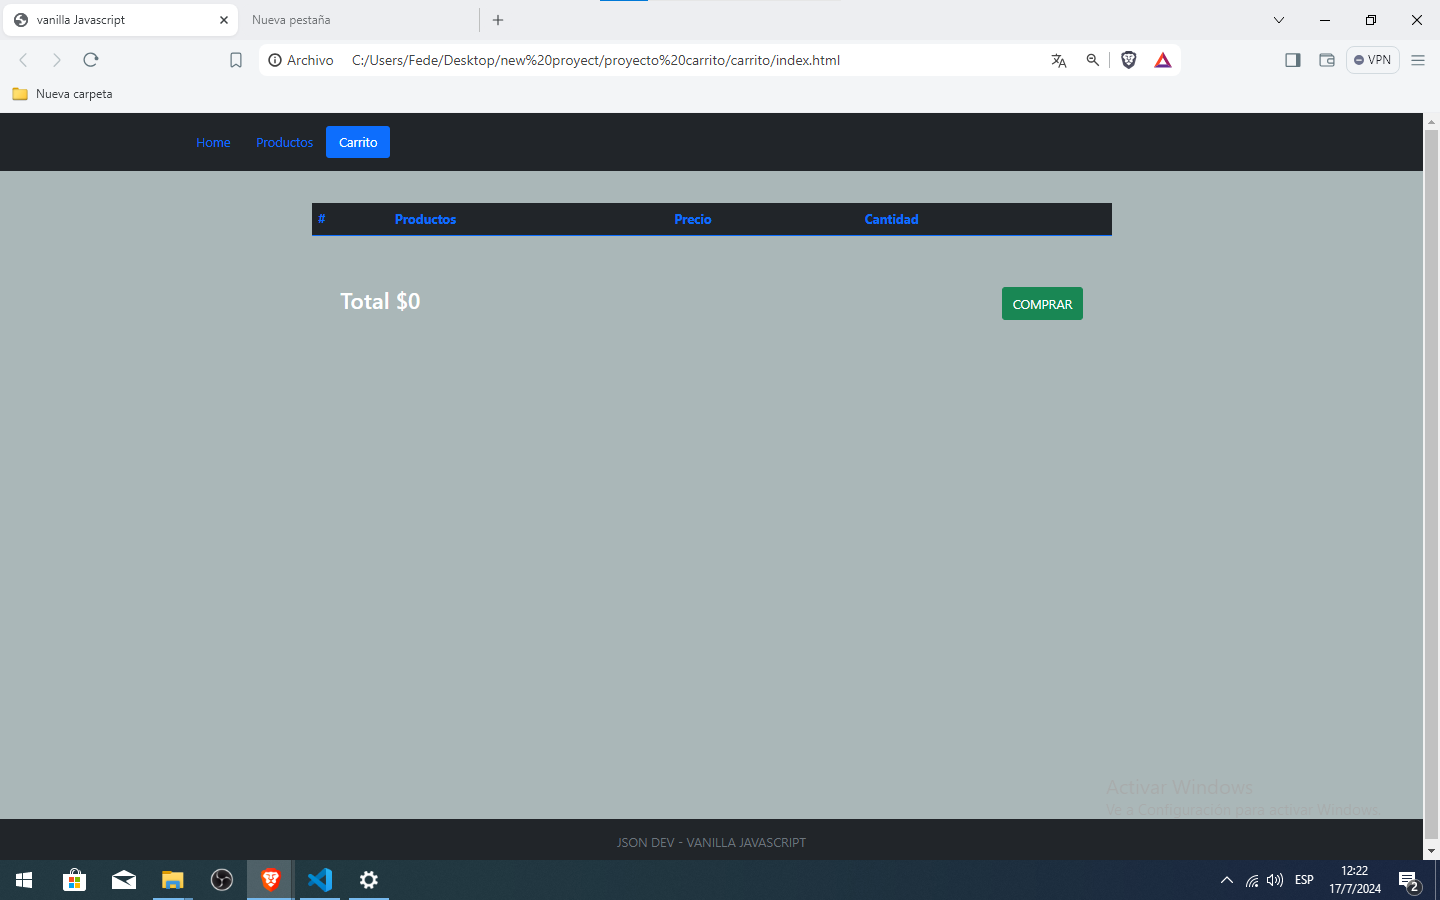 vanilla Javascript
Nueva pestaña
Archivo C:/Users/Fede/Desktop/new%20proyect/proyecto%20carrito/carrito/index.html
VPN
Nueva carpeta
Home Productos Carrito
# Productos Precio Cantidad
Total $0
COMPRAR
Activar Windows
Ve a Configuración para activar Windows.
JSON DEV - VANILLA JAVASCRIPT
ESP
12:22
17/7/2024
2